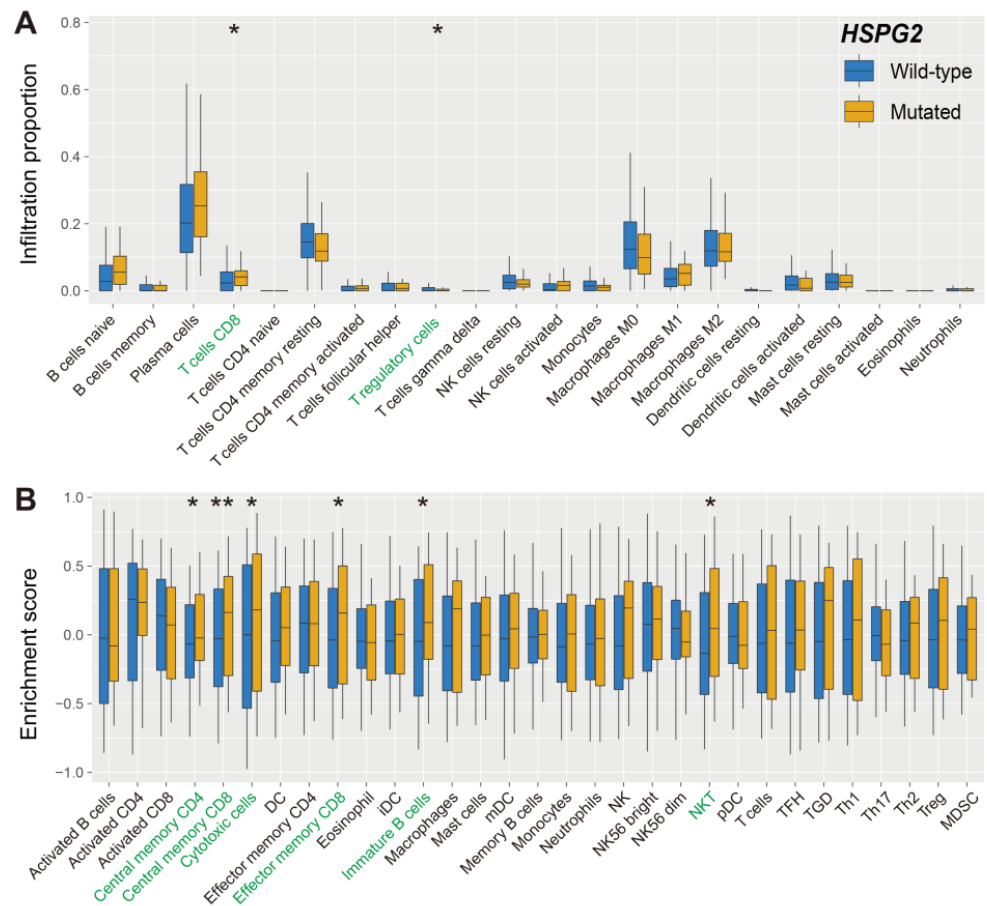 A
*
*
HSPG2
Wild-type
Mutated
Infiltration proportion
0.8
0.6
0.4
0.2
0.0
B cells naive
B cells memory
Plasma cells
T cells CD8
T cells CD4 naive
T cells CD4 memory resting
T cells CD4 memory activated
T cells follicular helper
T regulatory cells
T cells gamma delta
NK cells resting
NK cells activated
Monocytes
Macrophages M0
Macrophages M1
Macrophages M2
Dendritic cells resting
Dendritic cells activated
Mast cells resting
Mast cells activated
Eosinophils
Neutrophils
B
*
**
*
*
*
*
Enrichment score
1.0
0.5
0.0
−0.5
−1.0
Activated B cells
Activated CD4
Activated CD8
Central memory CD4
Central memory CD8
Cytotoxic cells
DC
Effector memory CD4
Effector memory CD8
Eosinophil
iDC
Immature B cells
Macrophages
Mast cells
mDC
Memory B cells
Monocytes
Neutrophils
NK
NK56 bright
NK56 dim
NKT
pDC
T cells
TFH
TGD
Th1
Th17
Th2
Treg
MDSC